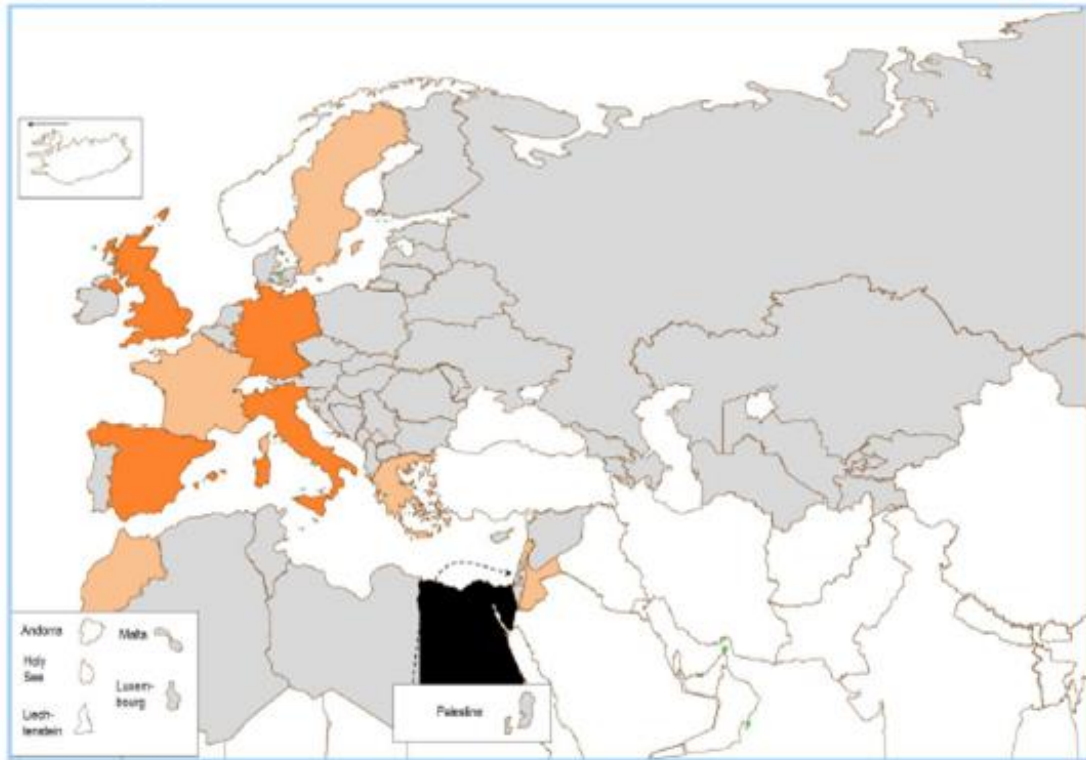 Andorra
Malta
Holy
See
Luxem-
bourg
Liech-
tenstein
Palestine